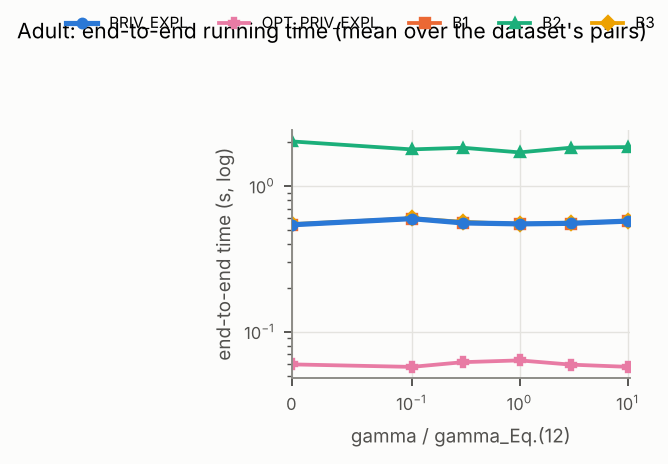 PRIV_EXPL OPT_PRIV_EXPL B1 B2 B3
Adult: end-to-end running time (mean over the dataset's pairs)
end-to-end time (s, log)
10⁰
10⁻¹
0 10⁻¹ 10⁰ 10¹
gamma / gamma_Eq.(12)